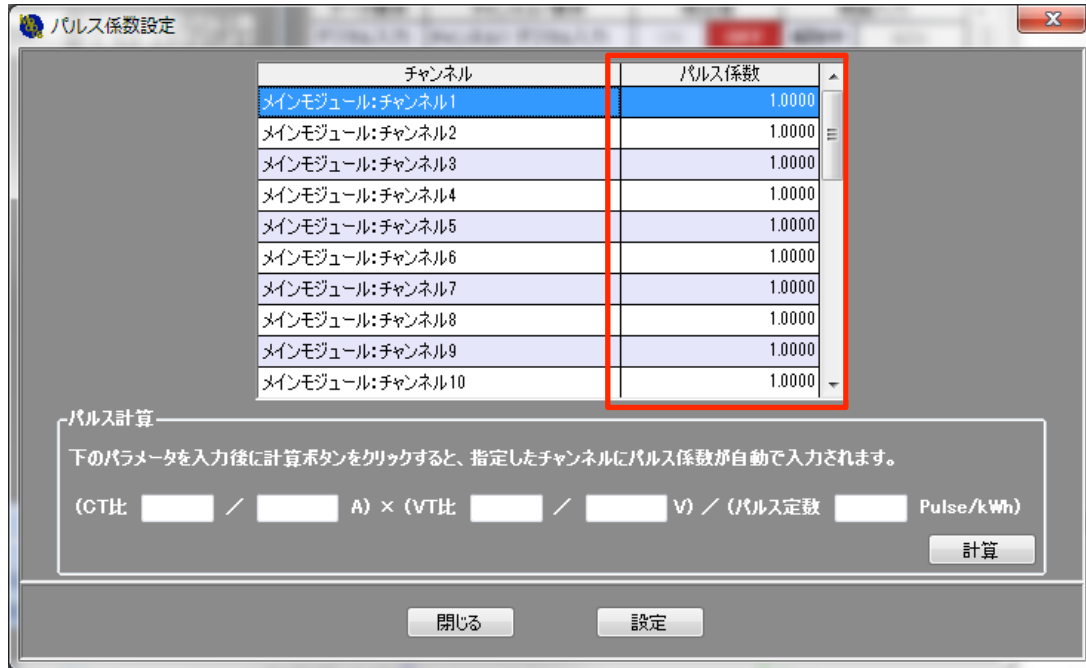 パルス係数設定
チャンネル パルス係数
メインモジュール:チャンネル1 1.0000
メインモジュール:チャンネル2 1.0000
メインモジュール:チャンネル3 1.0000
メインモジュール:チャンネル4 1.0000
メインモジュール:チャンネル5 1.0000
メインモジュール:チャンネル6 1.0000
メインモジュール:チャンネル7 1.0000
メインモジュール:チャンネル8 1.0000
メインモジュール:チャンネル9 1.0000
メインモジュール:チャンネル10 1.0000
パルス計算
下のパラメータを入力後に計算ボタンをクリックすると、指定したチャンネルにパルス係数が自動で入力されます。
(CT比 / A) × (VT比 / V) / (パルス定数 Pulse/kWh)
計算
閉じる 設定